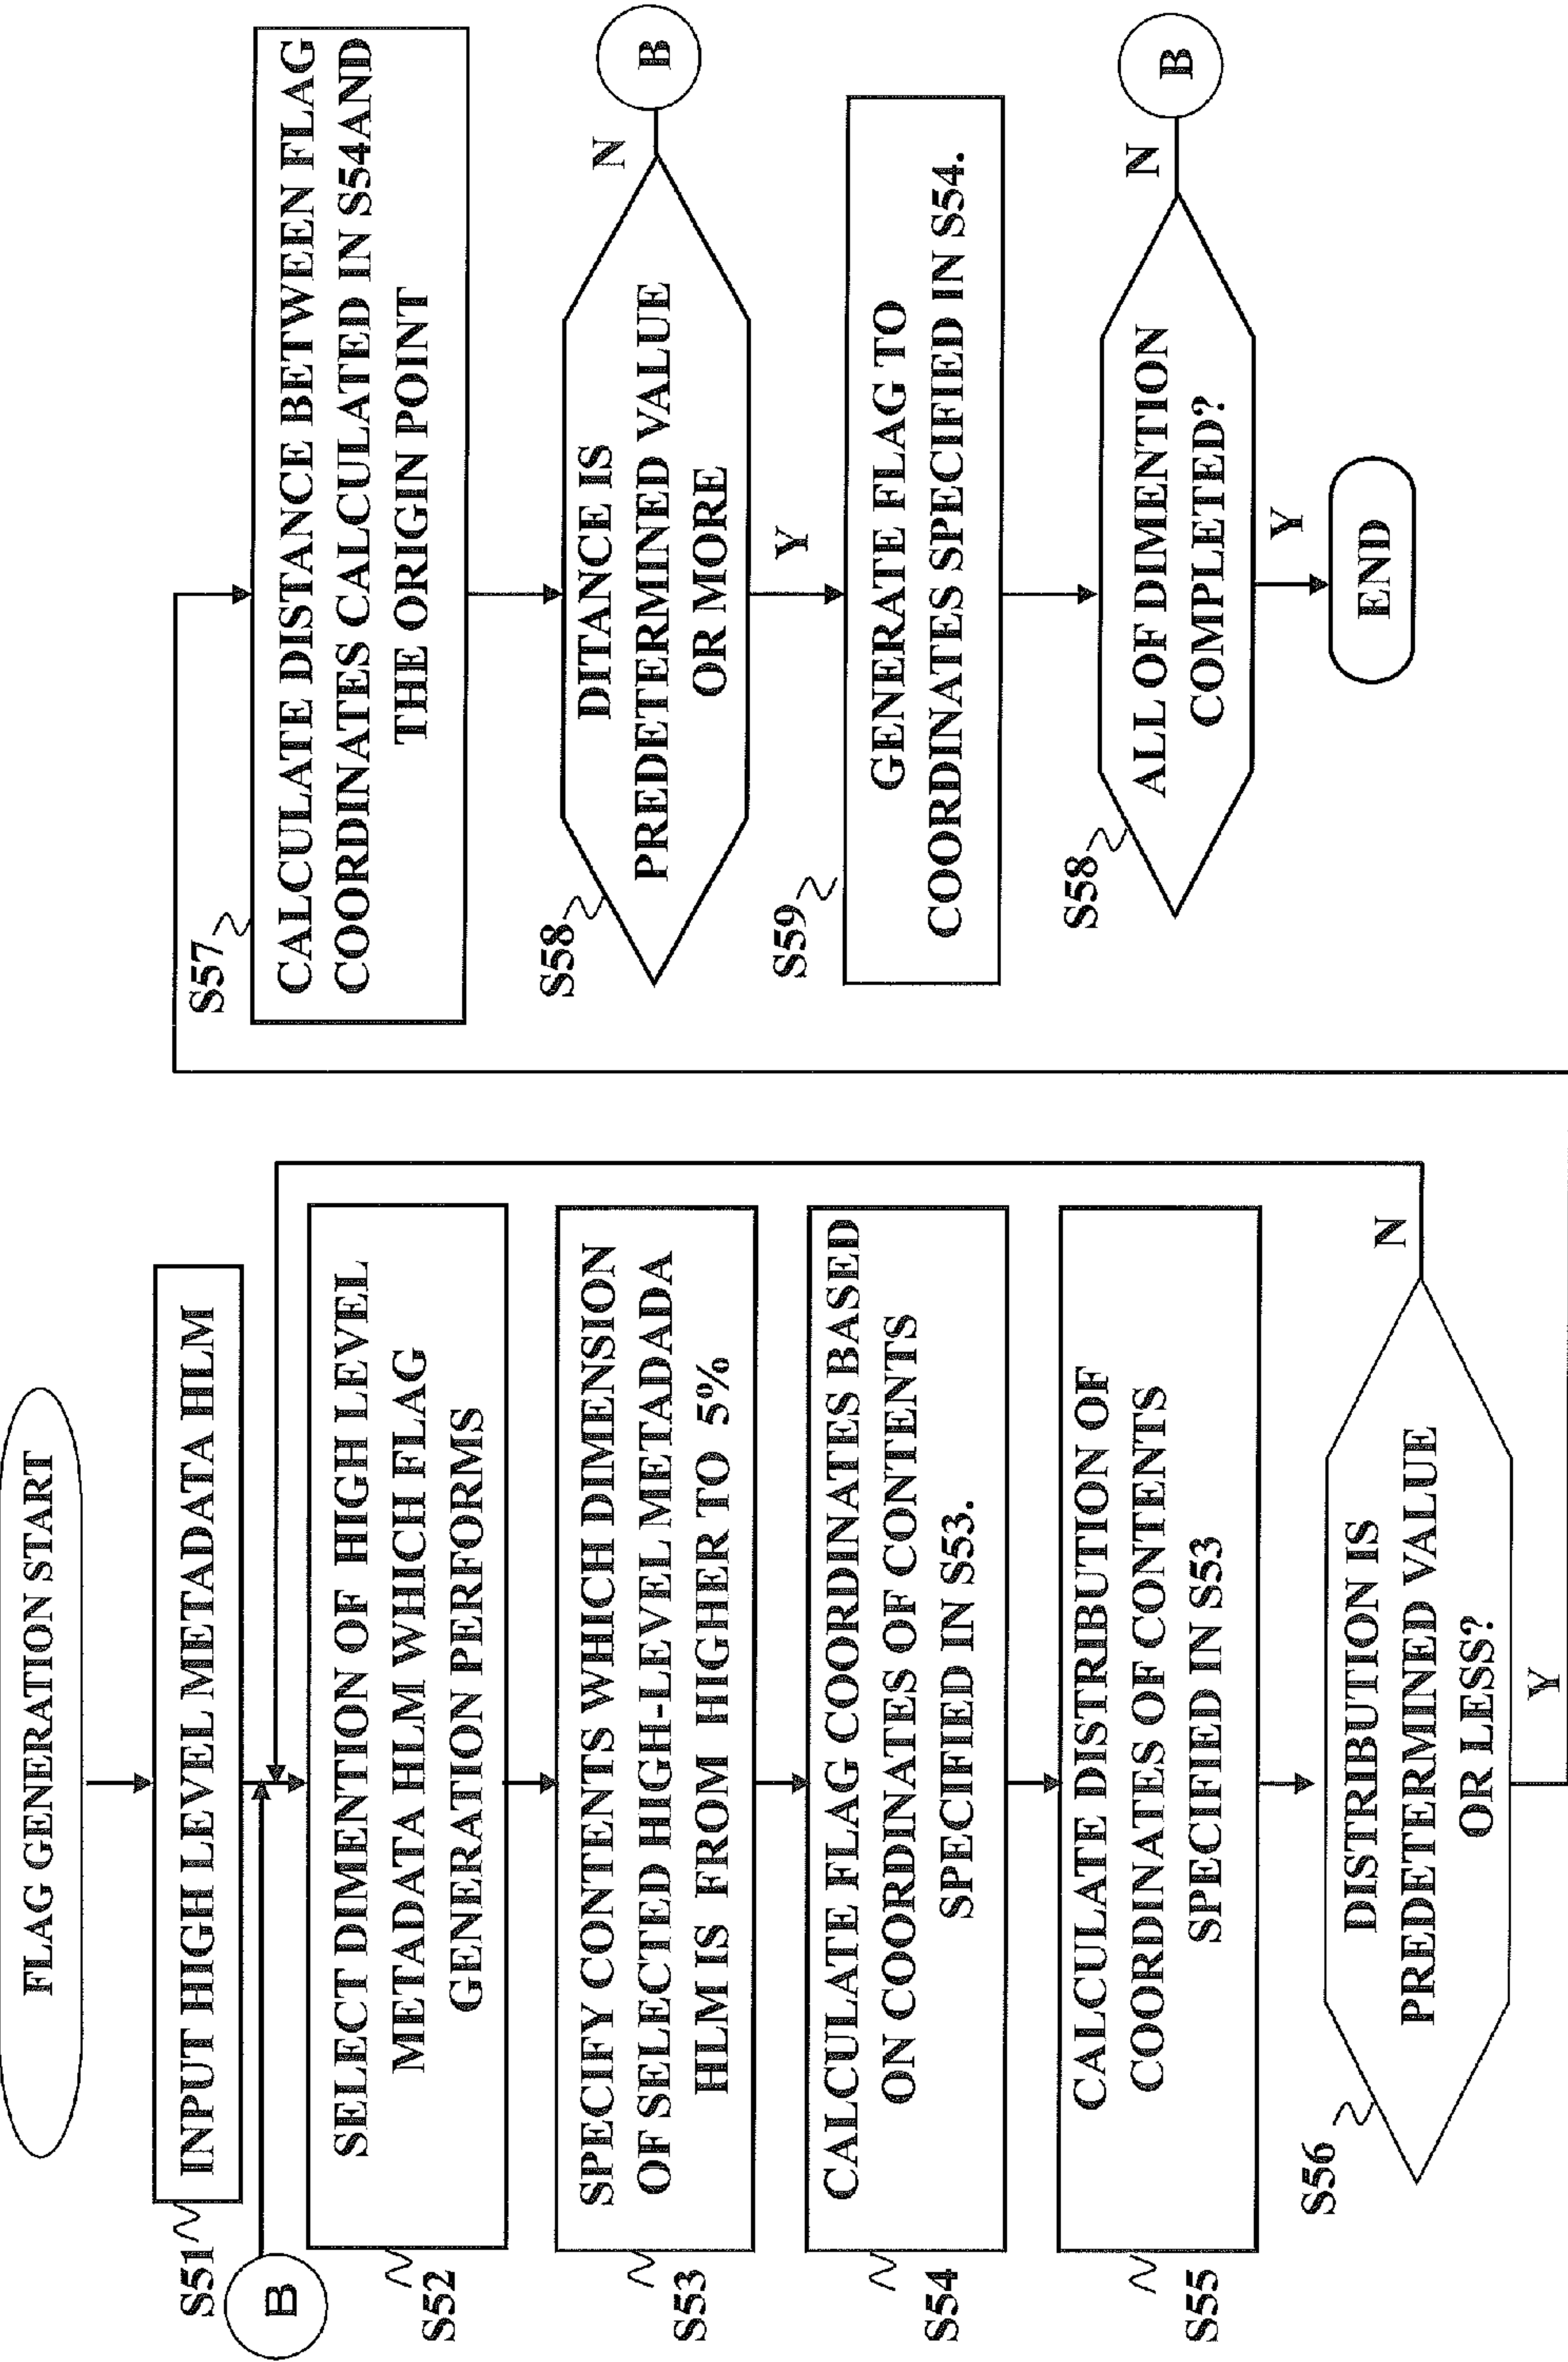 FLAG GENERATION START
S51
INPUT HIGH LEVEL METADATA HLM
B
S52
SELECT DIMENTION OF HIGH LEVEL
METADATA HLM WHICH FLAG
GENERATION PERFORMS
S53
SPECIFY CONTENTS WHICH DIMENSION
OF SELECTED HIGH-LEVEL METADADA
HLM IS FROM HIGHER TO 5%
S54
CALCULATE FLAG COORDINATES BASED
ON COORDINATES OF CONTENTS
SPECIFIED IN S53.
S55
CALCULATE DISTRIBUTION OF
COORDINATES OF CONTENTS
SPECIFIED IN S53
S56
DISTRIBUTION IS
PREDETERMINED VALUE
OR LESS?
N
Y
S57
CALCULATE DISTANCE BETWEEN FLAG
COORDINATES CALCULATED IN S54AND
THE ORIGIN POINT
S58
DITANCE IS
PREDETERMINED VALUE
OR MORE
N
B
Y
S59
GENERATE FLAG TO
COORDINATES SPECIFIED IN S54.
S58
ALL OF DIMENTION
COMPLETED?
N
B
Y
END